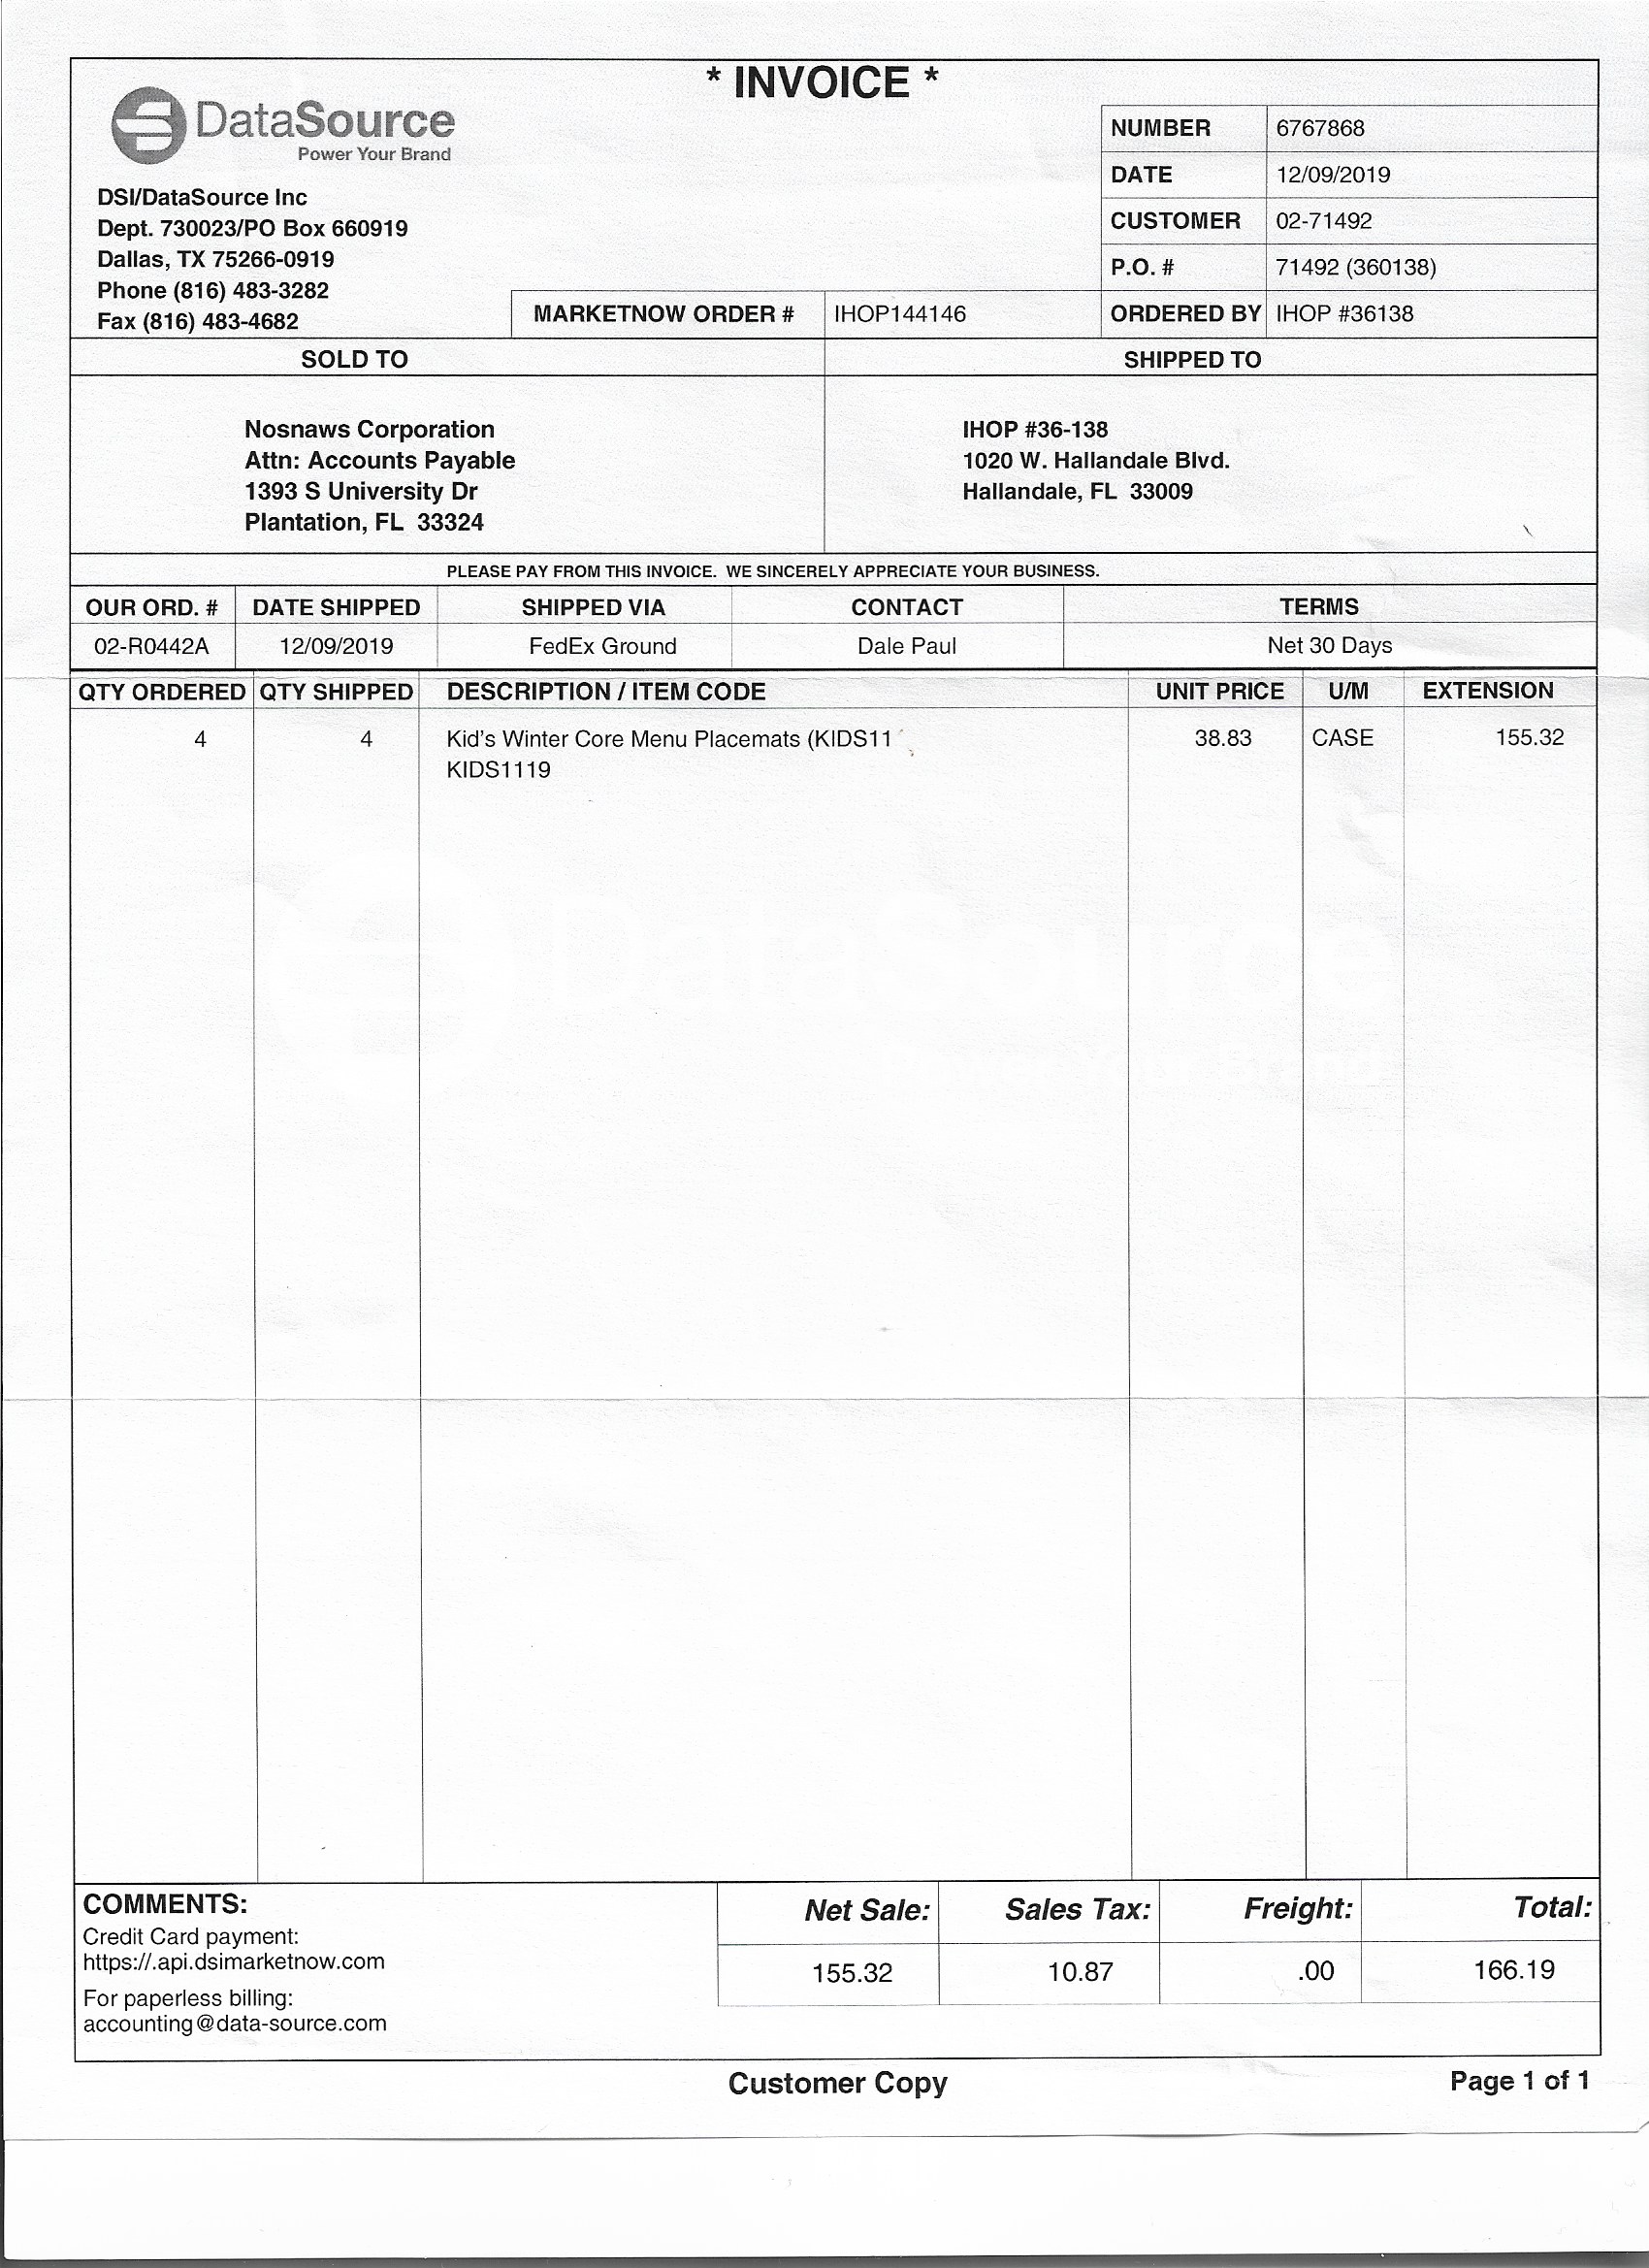 * INVOICE *
DataSource
Power Your Brand
DSI/DataSource Inc
Dept. 730023/PO Box 660919
Dallas, TX 75266-0919
Phone (816) 483-3282
Fax (816) 483-4682
NUMBER 6767868
DATE 12/09/2019
CUSTOMER 02-71492
P.O. # 71492 (360138)
MARKETNOW ORDER # IHOP144146 ORDERED BY IHOP #36138
SOLD TO SHIPPED TO
Nosnaws Corporation
Attn: Accounts Payable
1393 S University Dr
Plantation, FL 33324
IHOP #36-138
1020 W. Hallandale Blvd.
Hallandale, FL 33009
PLEASE PAY FROM THIS INVOICE. WE SINCERELY APPRECIATE YOUR BUSINESS.
OUR ORD. # DATE SHIPPED SHIPPED VIA CONTACT TERMS
02-R0442A 12/09/2019 FedEx Ground Dale Paul Net 30 Days
QTY ORDERED QTY SHIPPED DESCRIPTION / ITEM CODE UNIT PRICE U/M EXTENSION
4 4 Kid's Winter Core Menu Placemats (KIDS11 38.83 CASE 155.32
KIDS1119
COMMENTS:
Credit Card payment:
https://.api.dsimarketnow.com
For paperless billing:
accounting@data-source.com
Net Sale: Sales Tax: Freight: Total:
155.32 10.87 .00 166.19
Customer Copy
Page 1 of 1